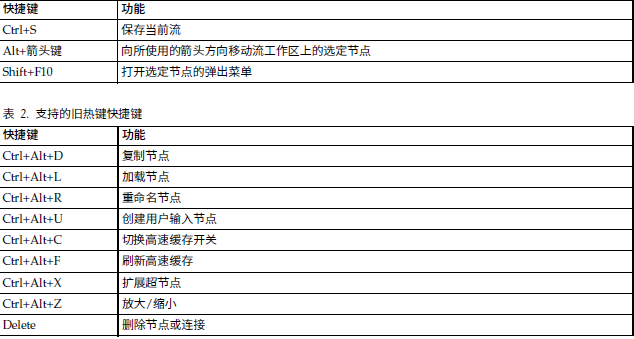 快捷键 功能
Ctrl+S 保存当前流
Alt+箭头键 向所使用的箭头方向移动流工作区上的选定节点
Shift+F10 打开选定节点的弹出菜单
表 2. 支持的旧热键快捷键
快捷键 功能
Ctrl+Alt+D 复制节点
Ctrl+Alt+L 加载节点
Ctrl+Alt+R 重命名节点
Ctrl+Alt+U 创建用户输入节点
Ctrl+Alt+C 切换高速缓存开关
Ctrl+Alt+F 刷新高速缓存
Ctrl+Alt+X 扩展超节点
Ctrl+Alt+Z 放大/缩小
Delete 删除节点或连接